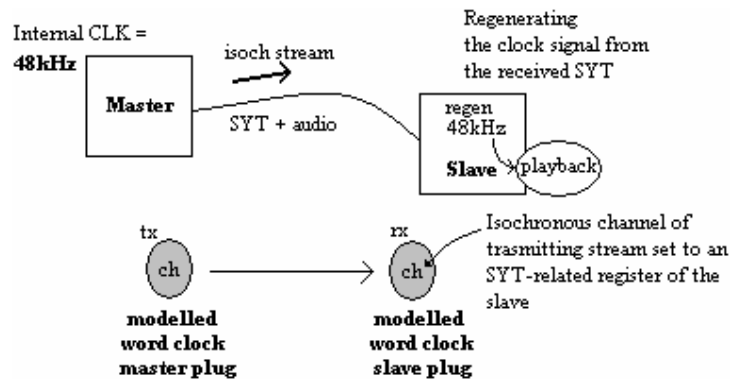 Internal CLK =
48kHz
Master
isoch stream
SYT + audio
Regenerating
the clock signal from
the received SYT
regen
48kHz
Slave
playback
tx
ch
modelled
word clock
master plug
rx
ch
modelled
word clock
slave plug
Isochronous channel of
trasmitting stream set to an
SYT-related register of the
slave